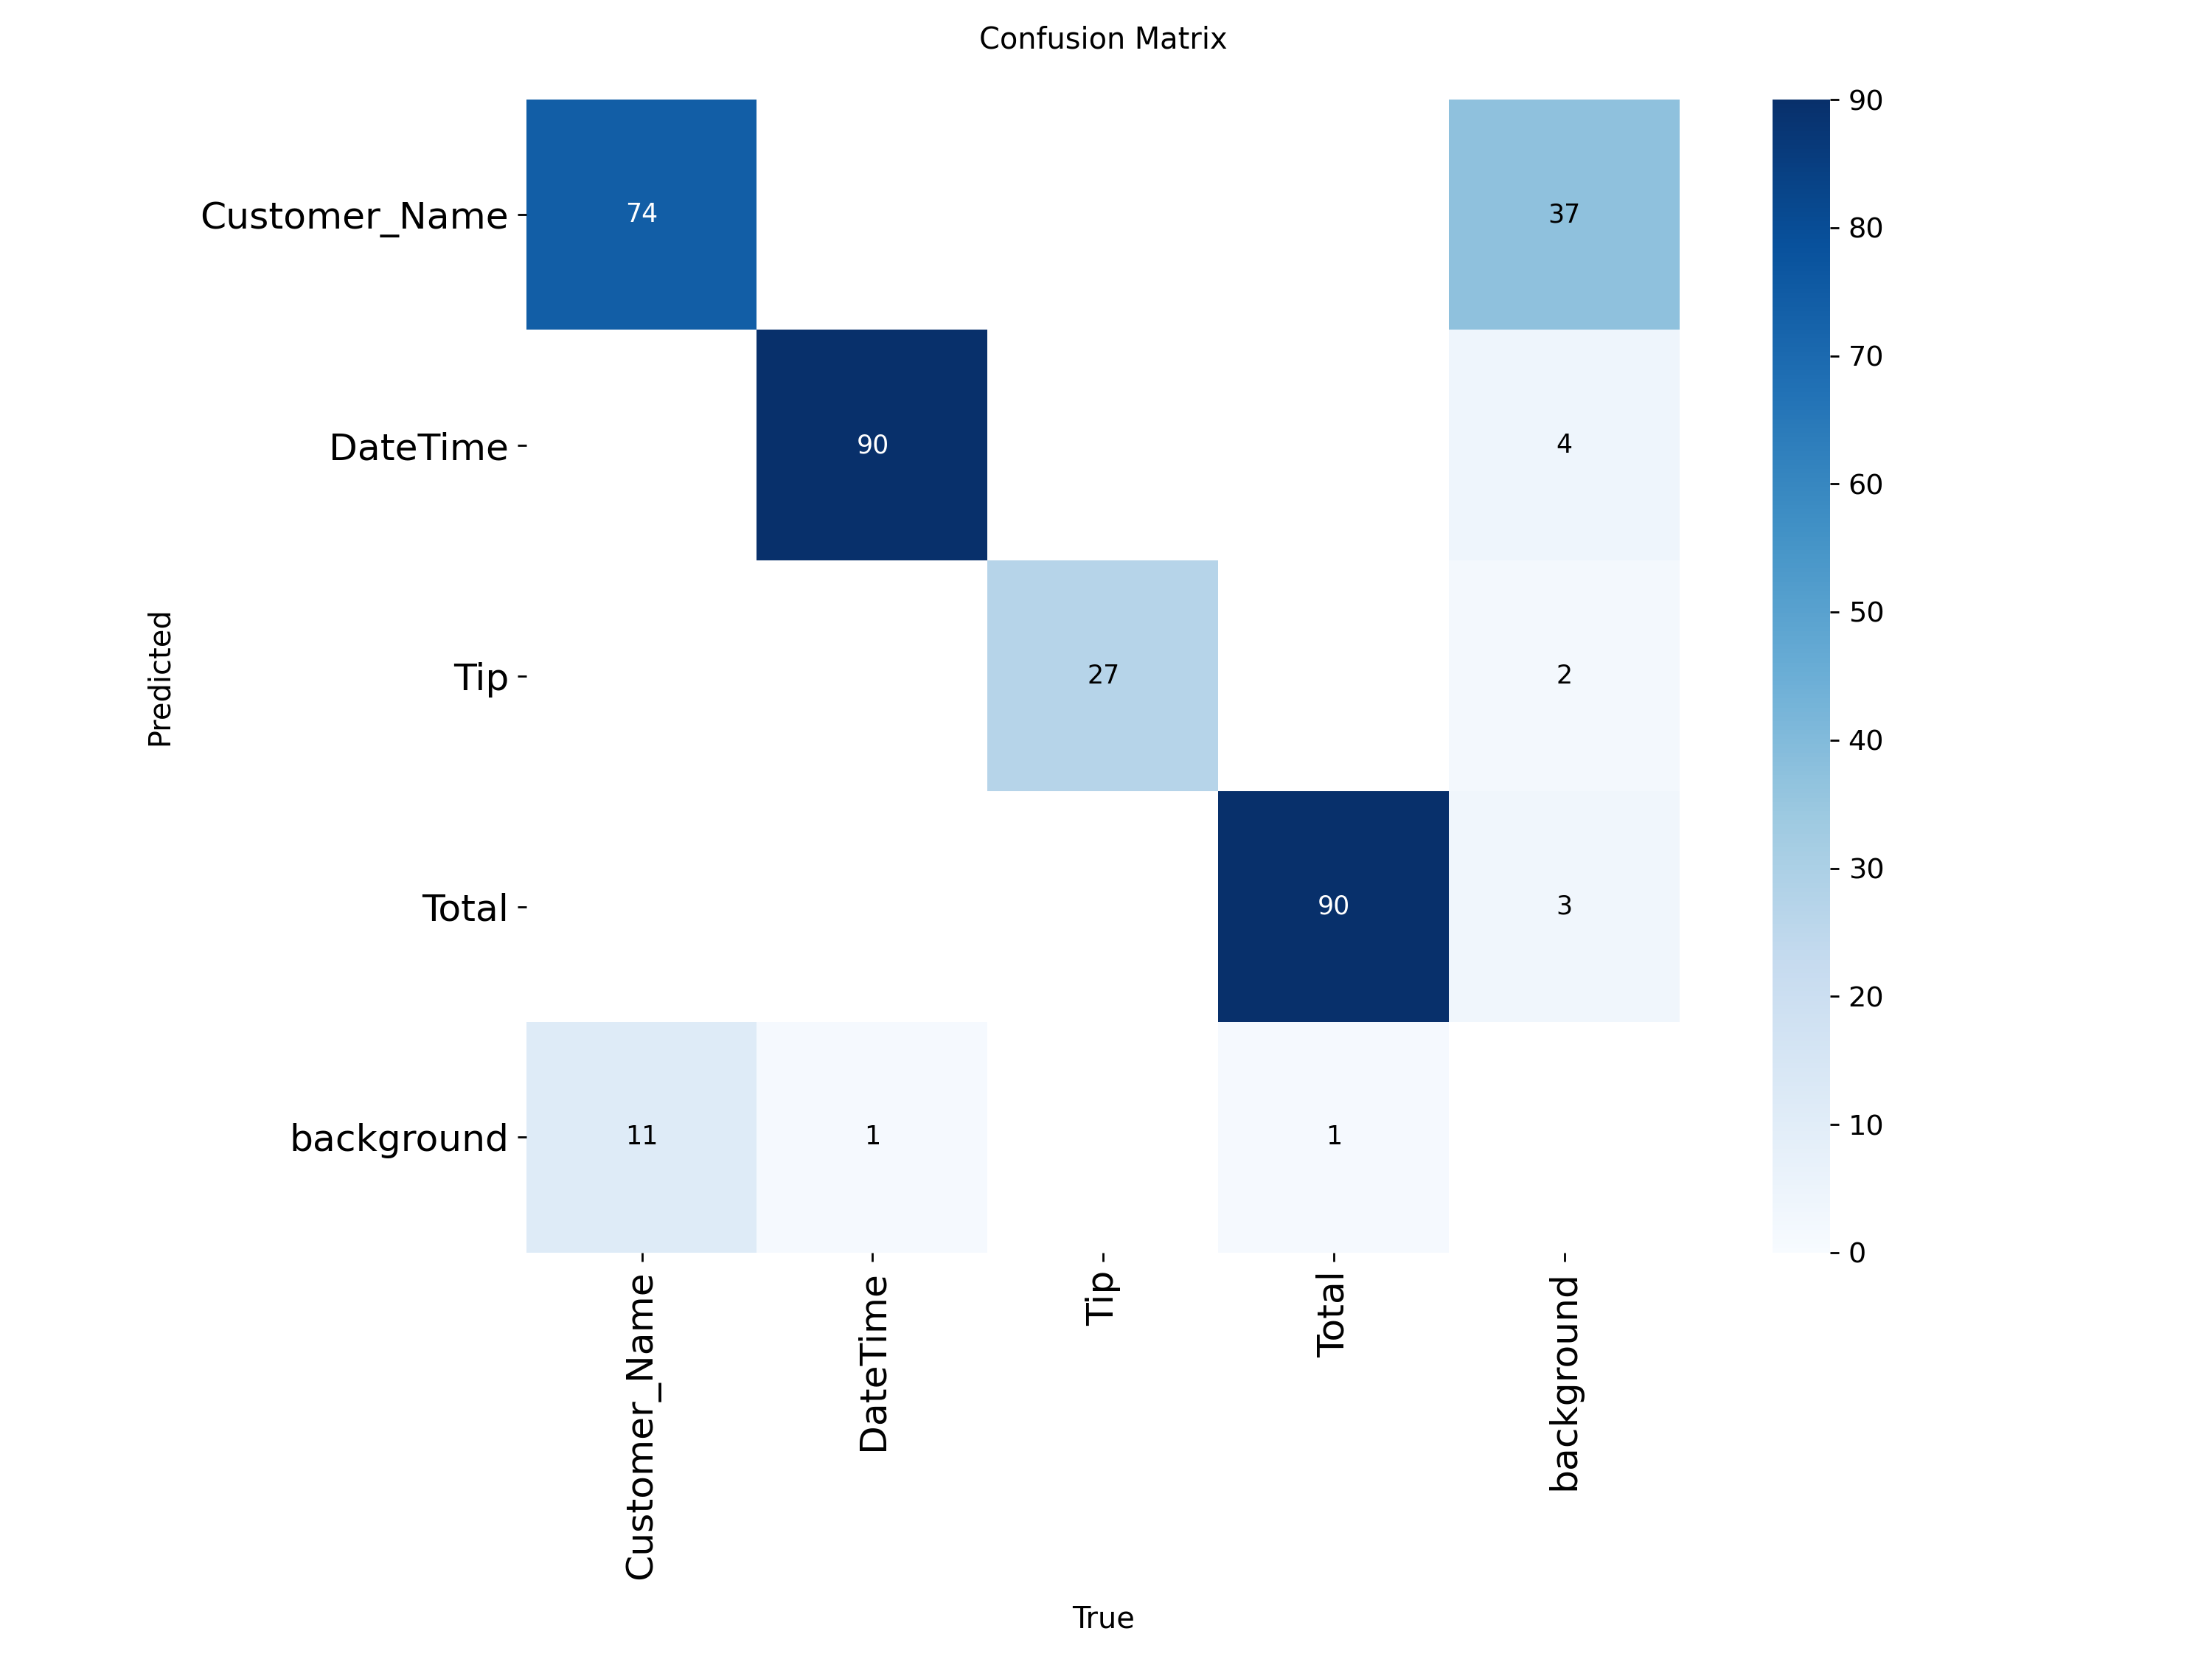 Confusion Matrix
Customer_Name
74
37
DateTime
90
4
Tip
27
2
Total
90
3
background
11
1
1
Customer_Name
DateTime
Tip
Total
background
Predicted
True
90
80
70
60
50
40
30
20
10
0